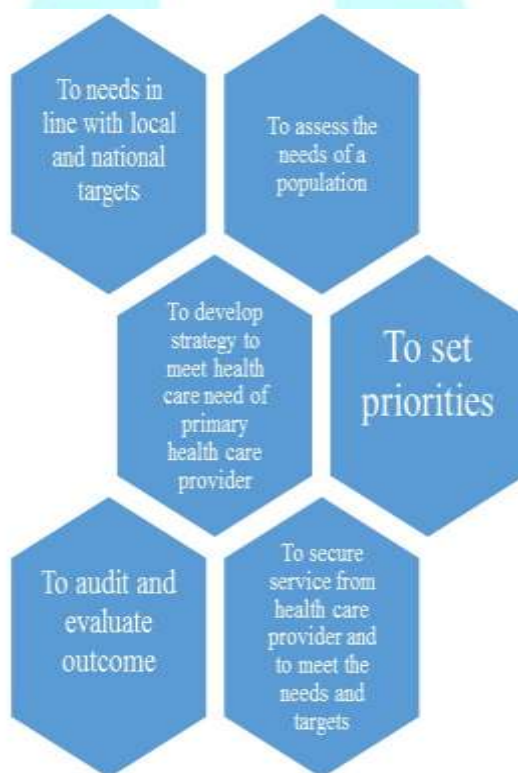 To needs in
line with local
and national
targets
To assess the
needs of a
population
To develop
strategy to
meet health
care need of
primary
health care
provider
To set
priorities
To audit and
evaluate
outcome
To secure
service from
health care
provider and
to meet the
needs and
targets